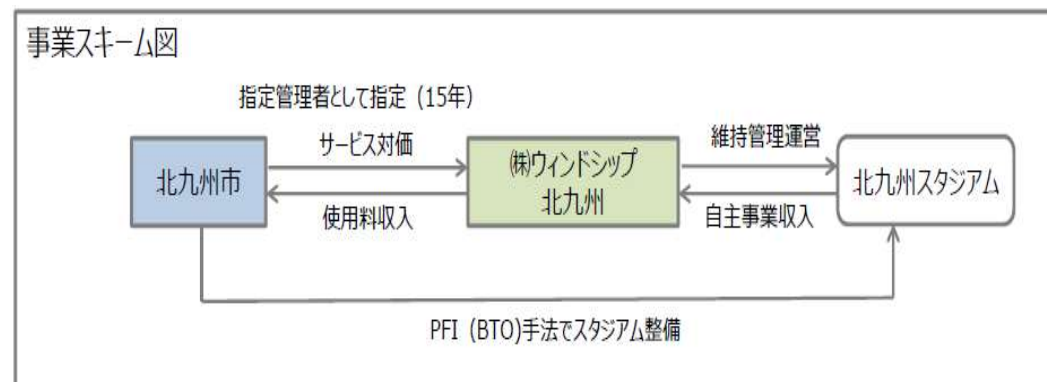 事業スキーム図
指定管理者として指定（15年）
サービス対価
維持管理運営
北九州市
㈱ウィンドシップ
北九州
北九州スタジアム
使用料収入
自主事業収入
PFI（BTO)手法でスタジアム整備